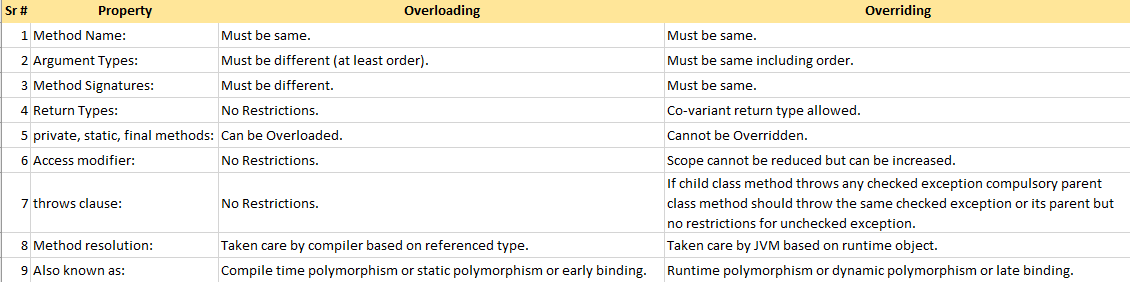 Sr # Property Overloading Overriding
1 Method Name: Must be same. Must be same.
2 Argument Types: Must be different (at least order). Must be same including order.
3 Method Signatures: Must be different. Must be same.
4 Return Types: No Restrictions. Co-variant return type allowed.
5 private, static, final methods: Can be Overloaded. Cannot be Overridden.
6 Access modifier: No Restrictions. Scope cannot be reduced but can be increased.
7 throws clause: No Restrictions. If child class method throws any checked exception compulsory parent
class method should throw the same checked exception or its parent but
no restrictions for unchecked exception.
8 Method resolution: Taken care by compiler based on referenced type. Taken care by JVM based on runtime object.
9 Also known as: Compile time polymorphism or static polymorphism or early binding. Runtime polymorphism or dynamic polymorphism or late binding.